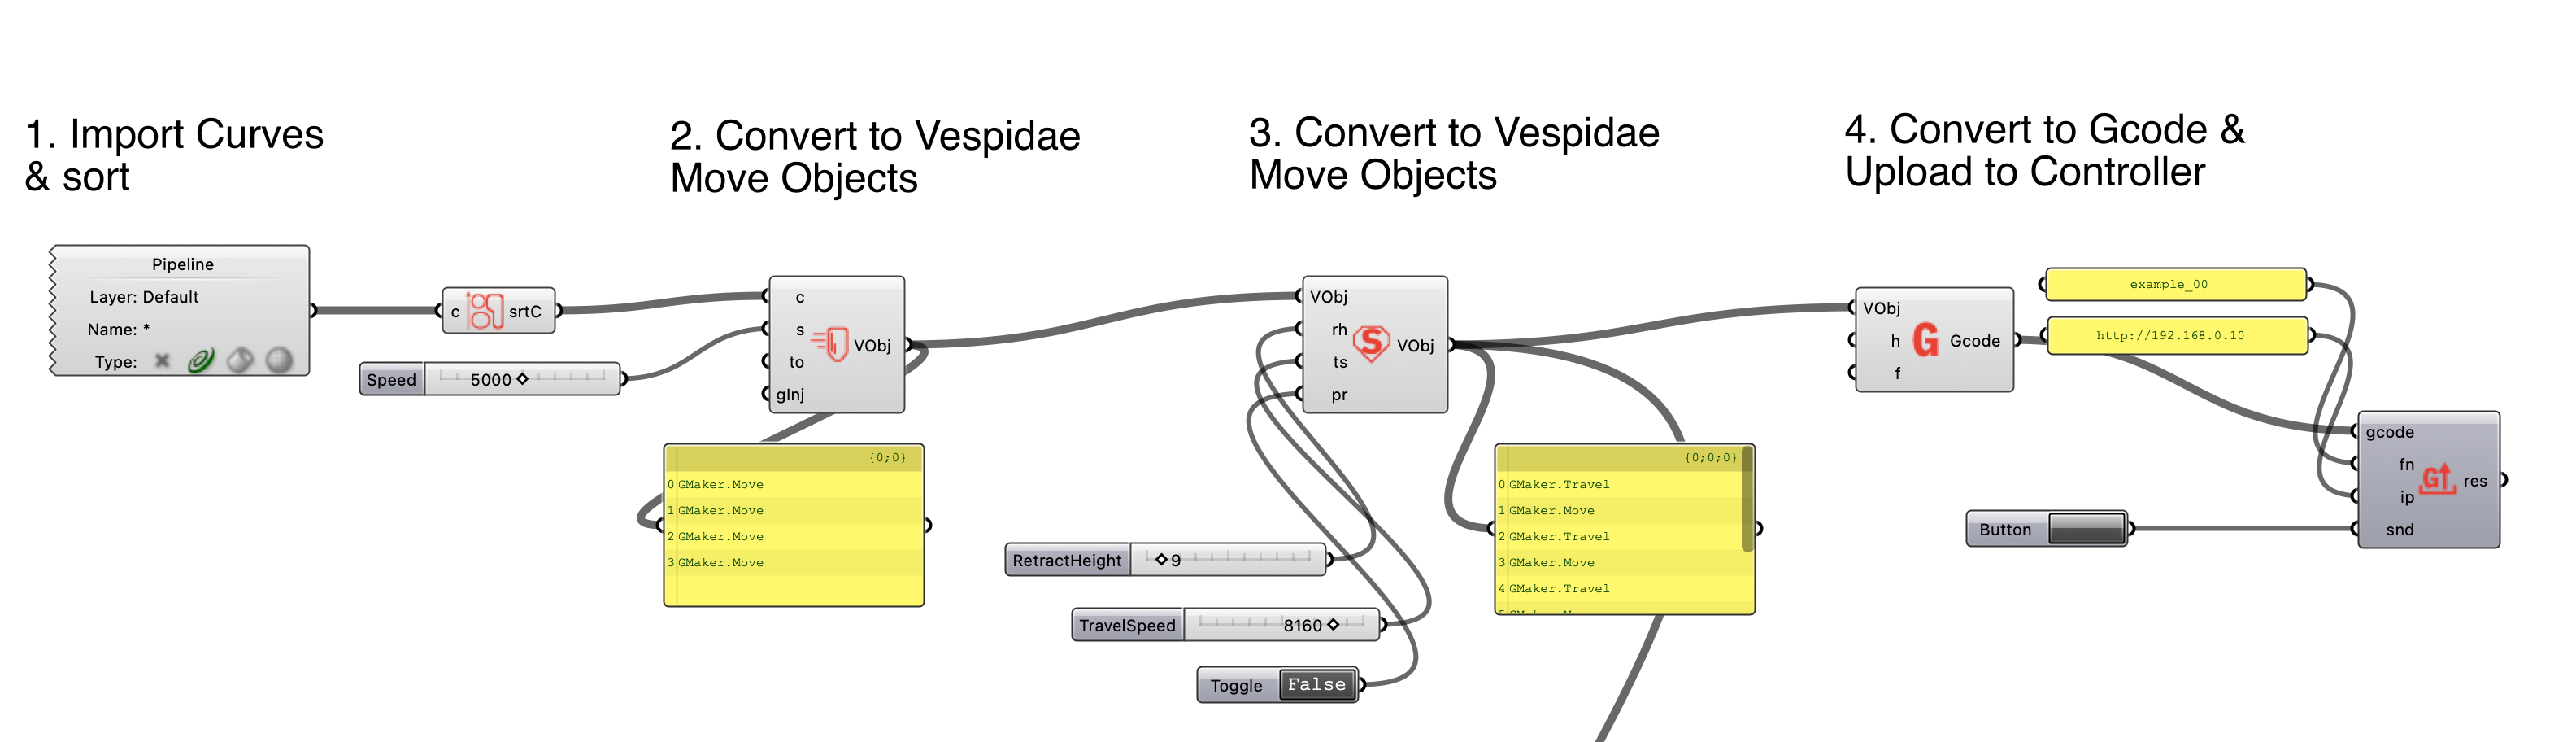 1. Import Curves
& sort
2. Convert to Vespidae
Move Objects
3. Convert to Vespidae
Move Objects
4. Convert to Gcode &
Upload to Controller
Pipeline
Layer: Default
Name: *
Type:
c srtC
Speed 5000
c
s
to
gInj
VObj
{0;0}
0 GMaker.Move
1 GMaker.Move
2 GMaker.Move
3 GMaker.Move
VObj
rh
ts
pr
S
VObj
RetractHeight 9
TravelSpeed 8160
Toggle False
{0;0;0}
0 GMaker.Travel
1 GMaker.Move
2 GMaker.Travel
3 GMaker.Move
4 GMaker.Travel
VObj
h
f
G
Gcode
example_00
http://192.168.0.10
gcode
fn
ip
snd
G
res
Button